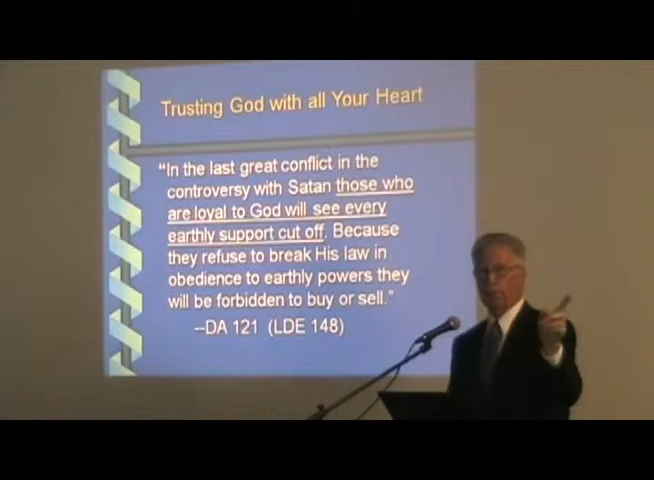 Trusting God with all Your Heart
“In the last great conflict in the
controversy with Satan those who
are loyal to God will see every
earthly support cut off. Because
they refuse to break His law in
obedience to earthly powers they
will be forbidden to buy or sell.”
--DA 121 (LDE 148)